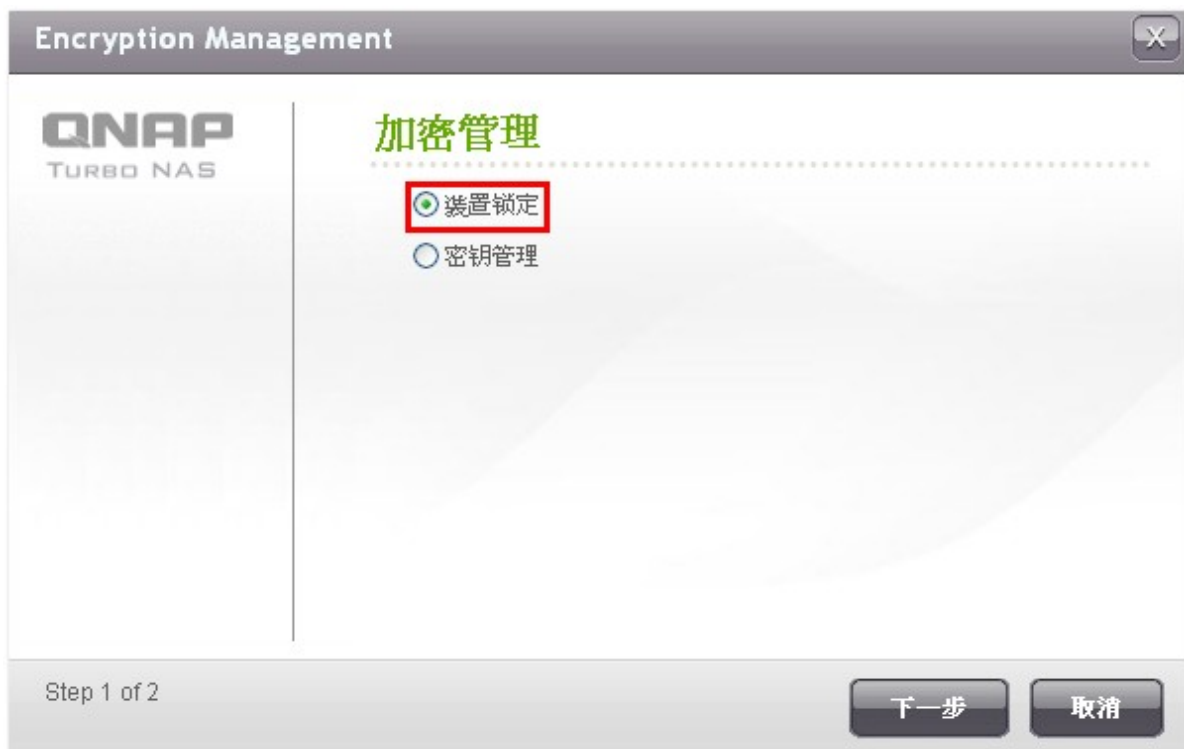 Encryption Management
X
QNAP
TURBO NAS
加密管理
装置锁定
密钥管理
Step 1 of 2
下一步
取消